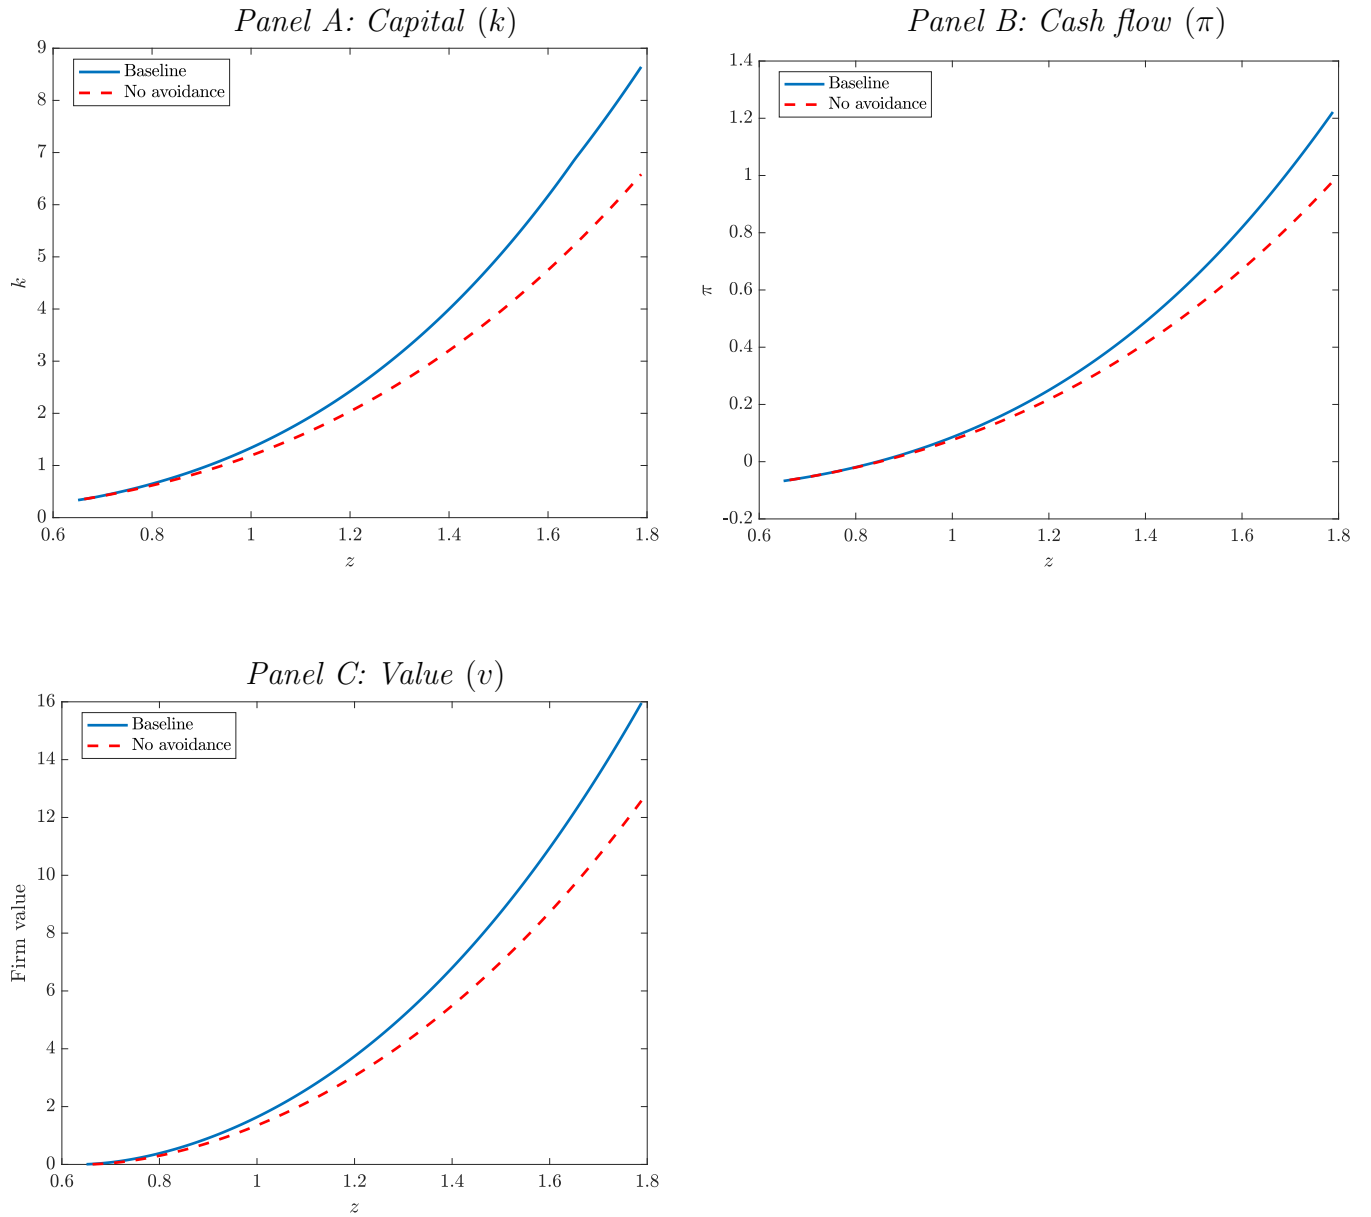 Panel A: Capital (k)
9
8
7
6
5
4
3
2
1
0
k
Baseline
No avoidance
0.6 0.8 1 1.2 1.4 1.6 1.8
z
Panel B: Cash flow (π)
1.4
1.2
1
0.8
0.6
0.4
0.2
0
-0.2
π
Baseline
No avoidance
0.6 0.8 1 1.2 1.4 1.6 1.8
z
Panel C: Value (v)
16
14
12
10
8
6
4
2
0
Firm value
Baseline
No avoidance
0.6 0.8 1 1.2 1.4 1.6 1.8
z